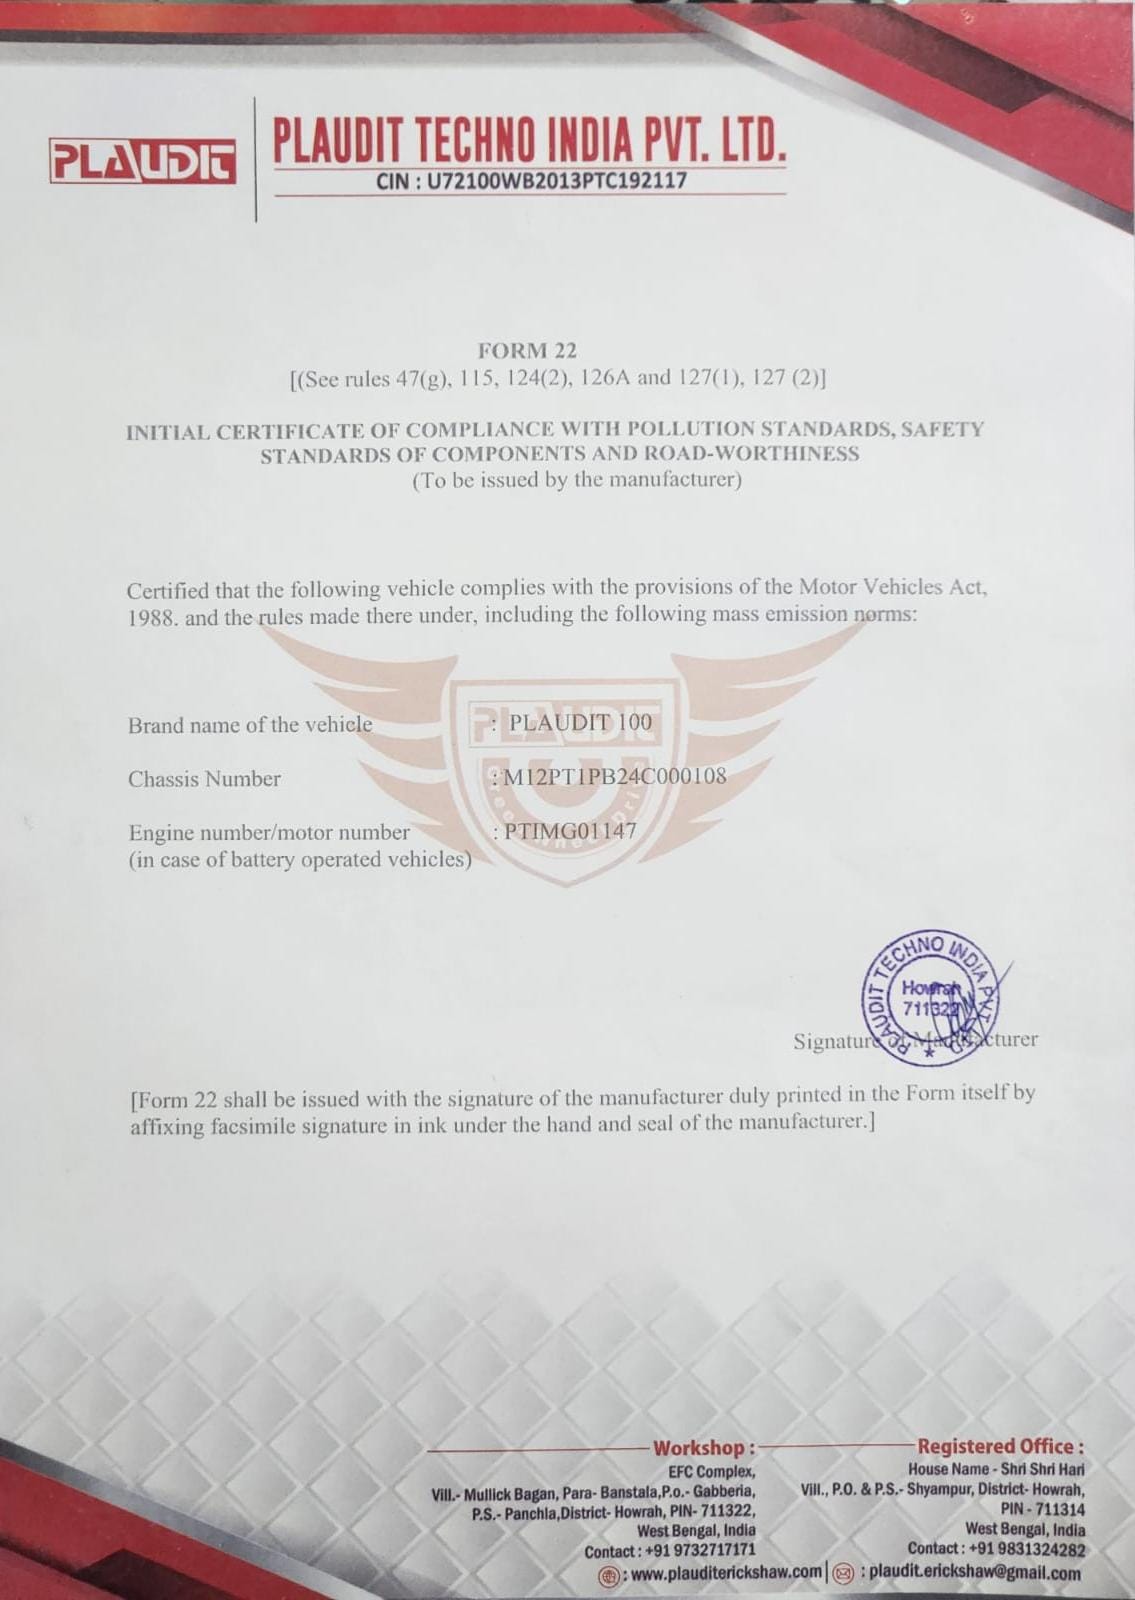 PLAUDIT
PLAUDIT TECHNO INDIA PVT. LTD.
CIN : U72100WB2013PTC192117
FORM 22
[(See rules 47(g), 115, 124(2), 126A and 127(1), 127 (2)]
INITIAL CERTIFICATE OF COMPLIANCE WITH POLLUTION STANDARDS, SAFETY
STANDARDS OF COMPONENTS AND ROAD-WORTHINESS
(To be issued by the manufacturer)
Certified that the following vehicle complies with the provisions of the Motor Vehicles Act,
1988. and the rules made there under, including the following mass emission norms:
PLAUDIT
Brand name of the vehicle : PLAUDIT 100
Chassis Number : M12PT1PB24C000108
Engine number/motor number : PTIMG01147
(in case of battery operated vehicles)
PLAUDIT TECHNO INDIA PVT. LTD. ★
Howrah
711322
Signature of Manufacturer
[Form 22 shall be issued with the signature of the manufacturer duly printed in the Form itself by
affixing facsimile signature in ink under the hand and seal of the manufacturer.]
Workshop :
EFC Complex,
Vill.- Mullick Bagan, Para- Banstala,P.o.- Gabberia,
P.S.- Panchla,District- Howrah, PIN- 711322,
West Bengal, India
Contact : +91 9732717171
: www.plauditerickshaw.com
Registered Office :
House Name - Shri Shri Hari
Vill., P.O. & P.S.- Shyampur, District- Howrah,
PIN - 711314
West Bengal, India
Contact : +91 9831324282
: plaudit.erickshaw@gmail.com